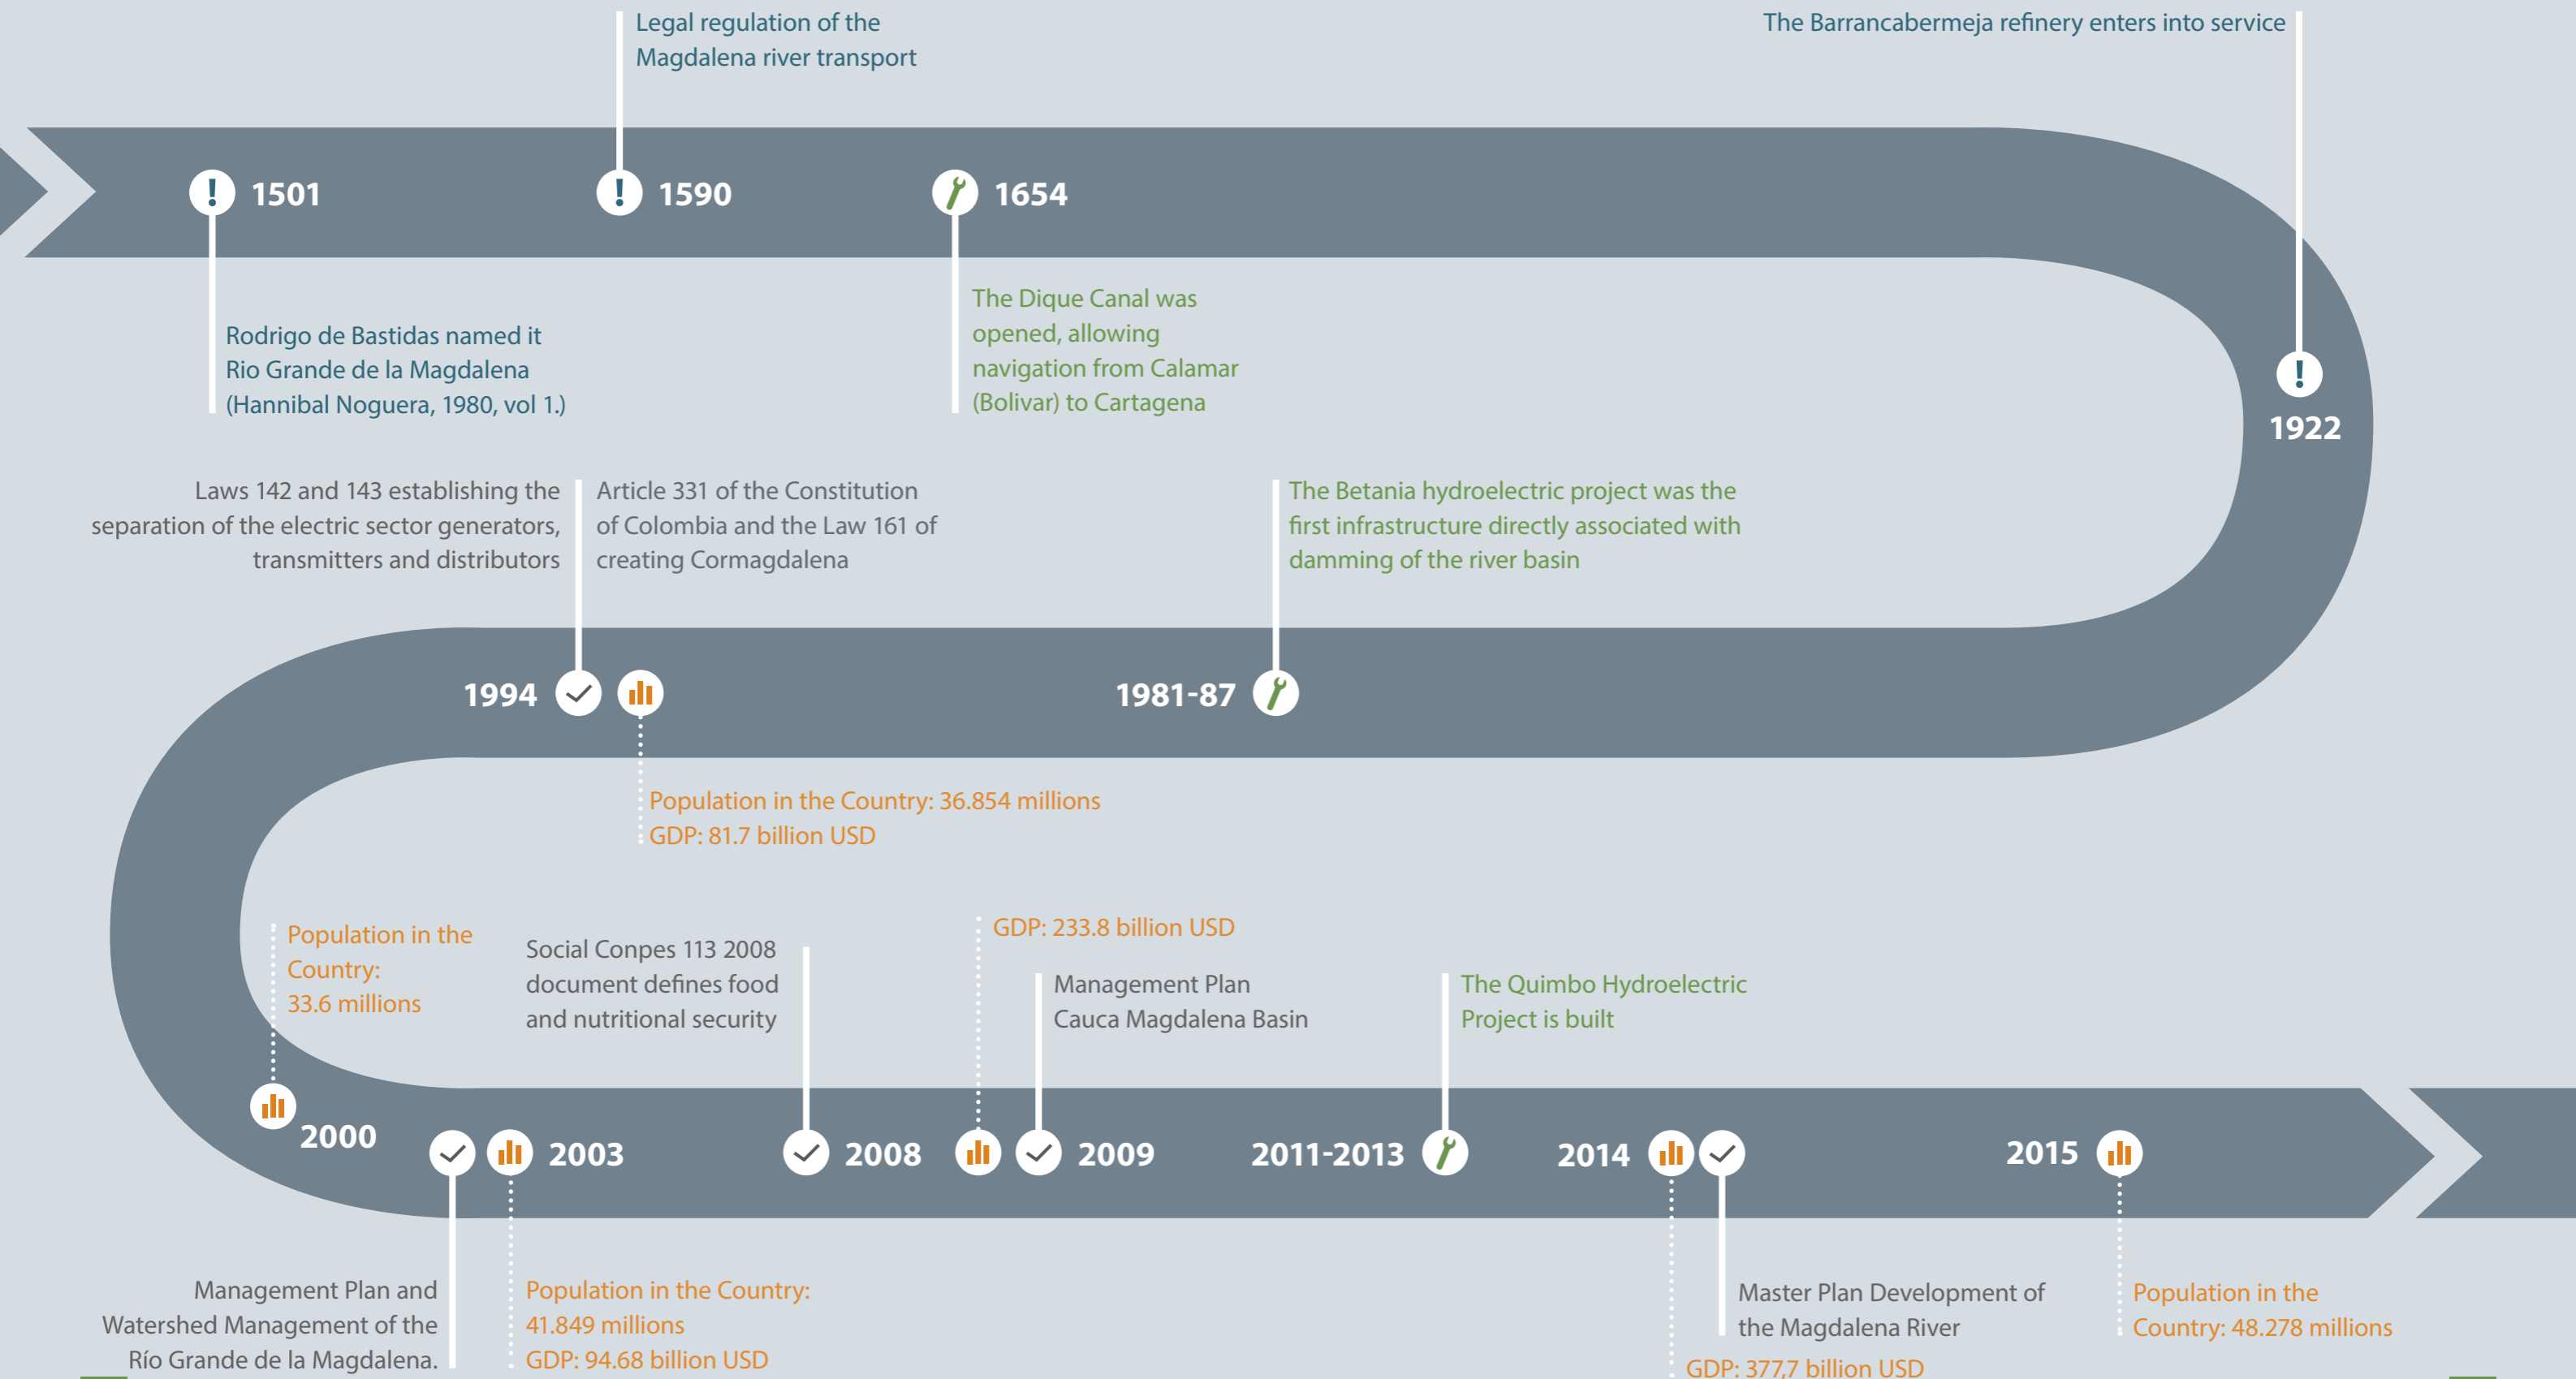 Legal regulation of the
Magdalena river transport
The Barrancabermeja refinery enters into service
1501
1590
1654
Rodrigo de Bastidas named it
Rio Grande de la Magdalena
(Hannibal Noguera, 1980, vol 1.)
The Dique Canal was
opened, allowing
navigation from Calamar
(Bolivar) to Cartagena
1922
The Betania hydroelectric project was the
first infrastructure directly associated with
damming of the river basin
1981-87
Laws 142 and 143 establishing the
separation of the electric sector generators,
transmitters and distributors
Article 331 of the Constitution
of Colombia and the Law 161 of
creating Cormagdalena
1994
Population in the Country: 36.854 millions
GDP: 81.7 billion USD
Population in the
Country:
33.6 millions
2000
Management Plan and
Watershed Management of the
Río Grande de la Magdalena.
2003
Population in the Country:
41.849 millions
GDP: 94.68 billion USD
Social Conpes 113 2008
document defines food
and nutritional security
2008
GDP: 233.8 billion USD
Management Plan
Cauca Magdalena Basin
2009
The Quimbo Hydroelectric
Project is built
2011-2013
2014
Master Plan Development of
the Magdalena River
GDP: 377,7 billion USD
2015
Population in the
Country: 48.278 millions